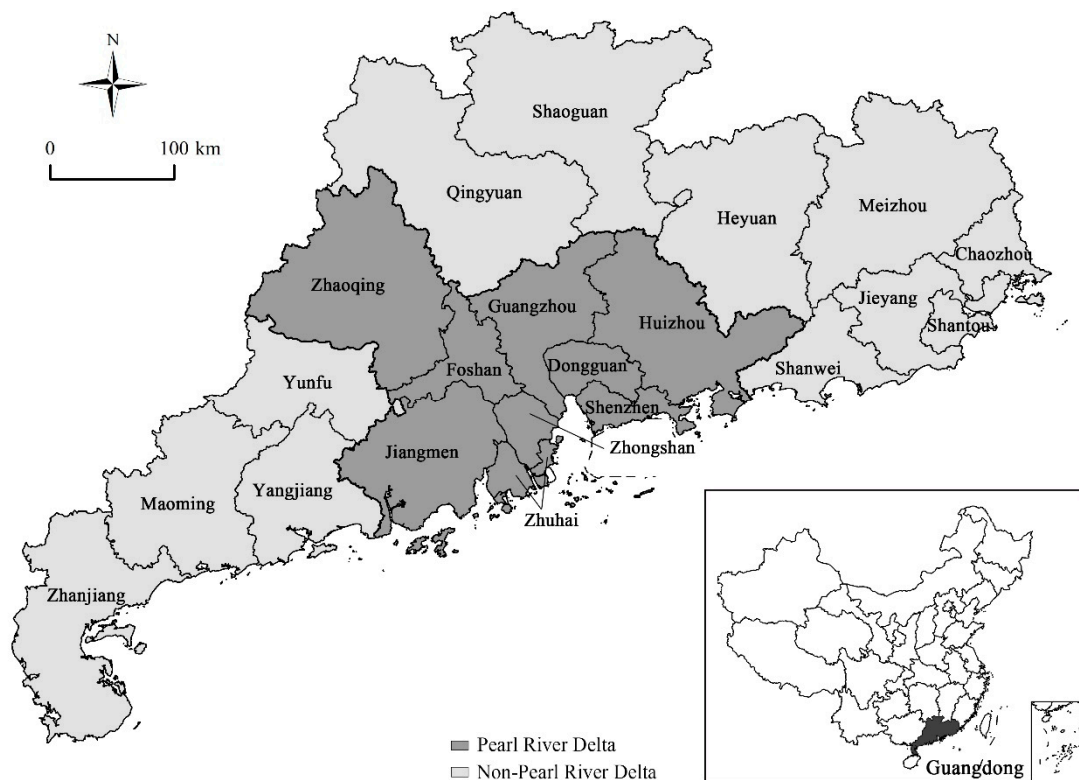 N
0 100 km
Shaoguan
Qingyuan
Heyuan
Meizhou
Chaozhou
Zhaoqing
Guangzhou
Huizhou
Jieyang
Shantou
Foshan
Dongguan
Shanwei
Yunfu
Shenzhen
Zhongshan
Jiangmen
Yangjiang
Maoming
Zhuhai
Zhanjiang
Pearl River Delta
Non-Pearl River Delta
Guangdong